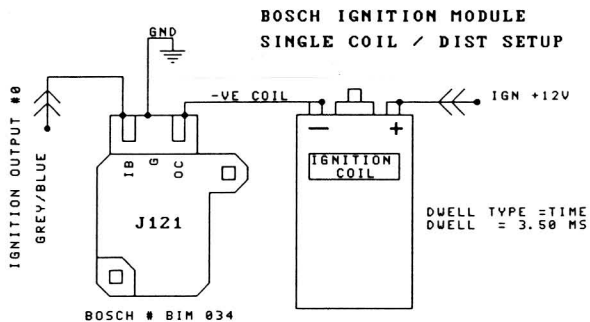 BOSCH IGNITION MODULE
SINGLE COIL / DIST SETUP
GND
IGNITION OUTPUT #0
GREY/BLUE
-VE COIL
IGN +12V
IB
G
OC
J121
BOSCH # BIM 034
— +
IGNITION
COIL
DWELL TYPE =TIME
DWELL = 3.50 MS